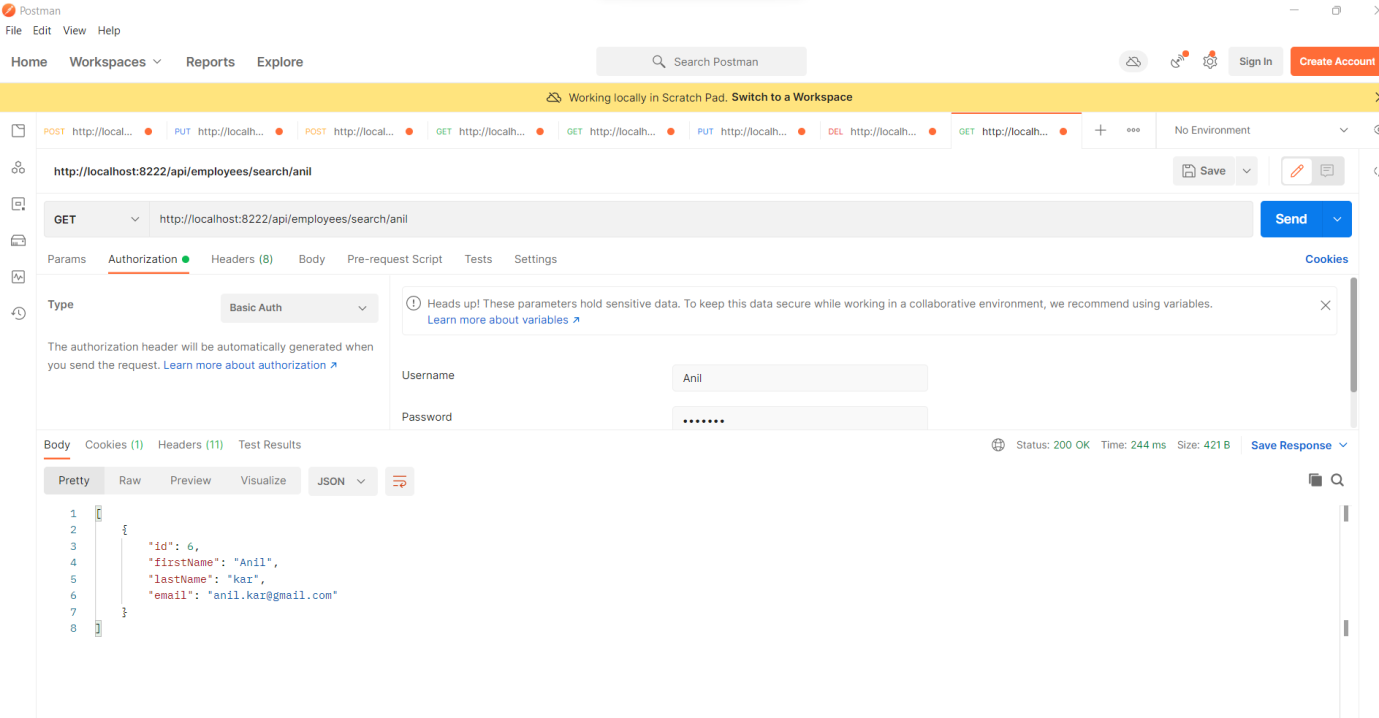 Postman
File Edit View Help
Home Workspaces Reports Explore Search Postman Sign In Create Account
Working locally in Scratch Pad. Switch to a Workspace
POST http://local... PUT http://localh... POST http://local... GET http://localh... GET http://localh... PUT http://localh... DEL http://localh... GET http://localh... No Environment
http://localhost:8222/api/employees/search/anil Save
GET http://localhost:8222/api/employees/search/anil Send
Params Authorization Headers (8) Body Pre-request Script Tests Settings Cookies
Type Basic Auth
The authorization header will be automatically generated when
you send the request. Learn more about authorization ↗
Heads up! These parameters hold sensitive data. To keep this data secure while working in a collaborative environment, we recommend using variables.
Learn more about variables ↗
Username Anil
Password •••••••
Body Cookies (1) Headers (11) Test Results Status: 200 OK Time: 244 ms Size: 421 B Save Response
Pretty Raw Preview Visualize JSON
1 [
2 {
3 "id": 6,
4 "firstName": "Anil",
5 "lastName": "kar",
6 "email": "anil.kar@gmail.com"
7 }
8 ]